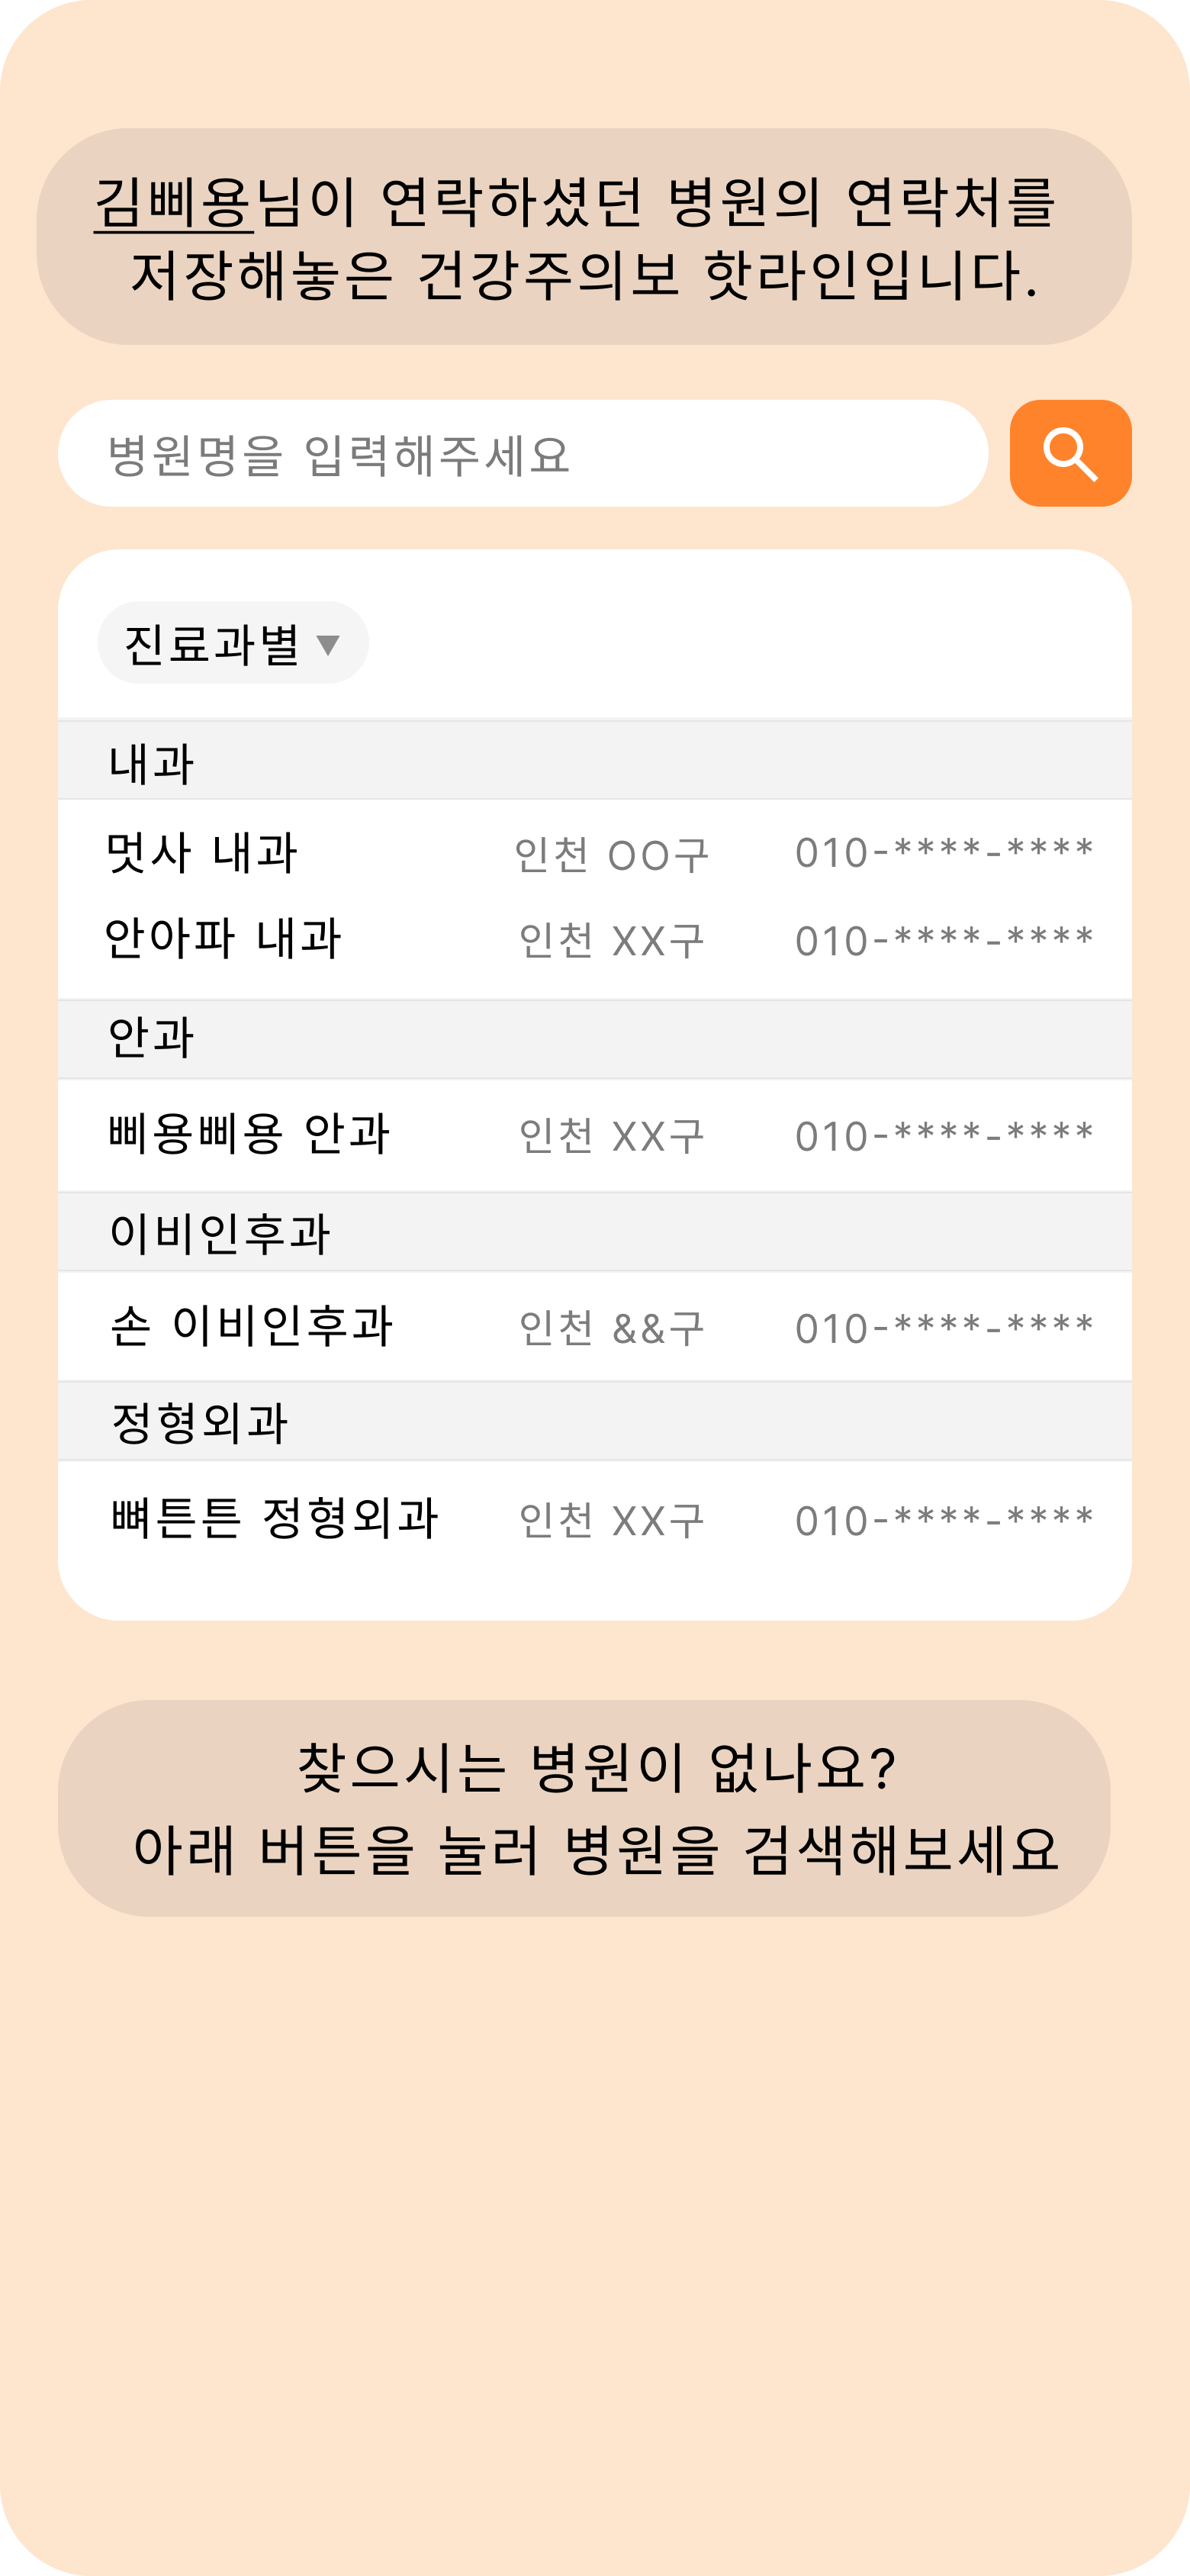 김삐용님이 연락하셨던 병원의 연락처를
저장해놓은 건강주의보 핫라인입니다.
병원명을 입력해주세요
진료과별 ▼
내과
멋사 내과 인천 OO구 010-****-****
안아파 내과 인천 XX구 010-****-****
안과
삐용삐용 안과 인천 XX구 010-****-****
이비인후과
손 이비인후과 인천 &&구 010-****-****
정형외과
뼈튼튼 정형외과 인천 XX구 010-****-****
찾으시는 병원이 없나요?
아래 버튼을 눌러 병원을 검색해보세요